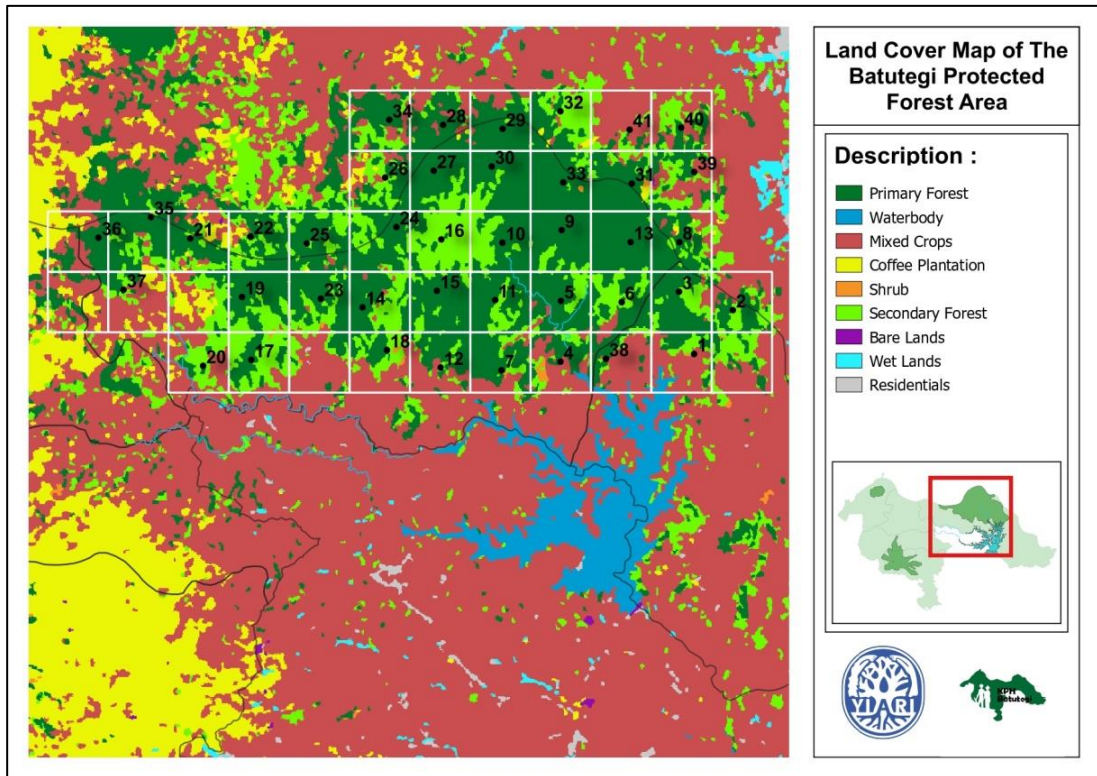 Land Cover Map of The
Batutegi Protected
Forest Area
Description :
Primary Forest
Waterbody
Mixed Crops
Coffee Plantation
Shrub
Secondary Forest
Bare Lands
Wet Lands
Residentials
32
34
28
29
41
40
26
27
30
33
31
39
35
36
21
22
25
24
16
10
9
13
8
37
19
23
14
15
11
5
6
3
2
20
17
18
12
7
4
38
1
YIARI
KPH
Batutegi